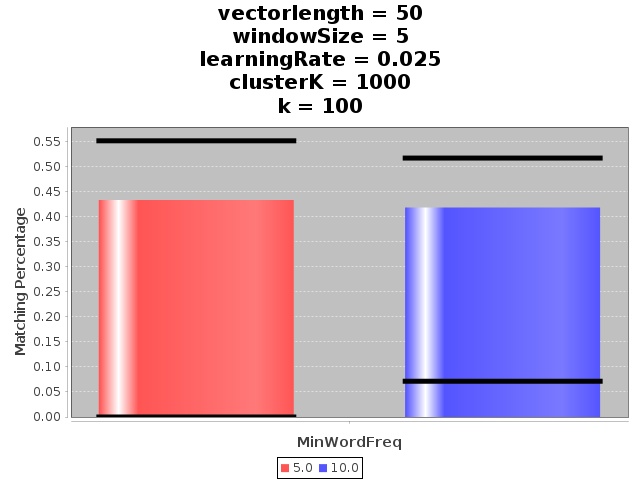 vectorlength = 50
windowSize = 5
learningRate = 0.025
clusterK = 1000
k = 100
Matching Percentage
0.55
0.50
0.45
0.40
0.35
0.30
0.25
0.20
0.15
0.10
0.05
0.00
MinWordFreq
5.0 10.0